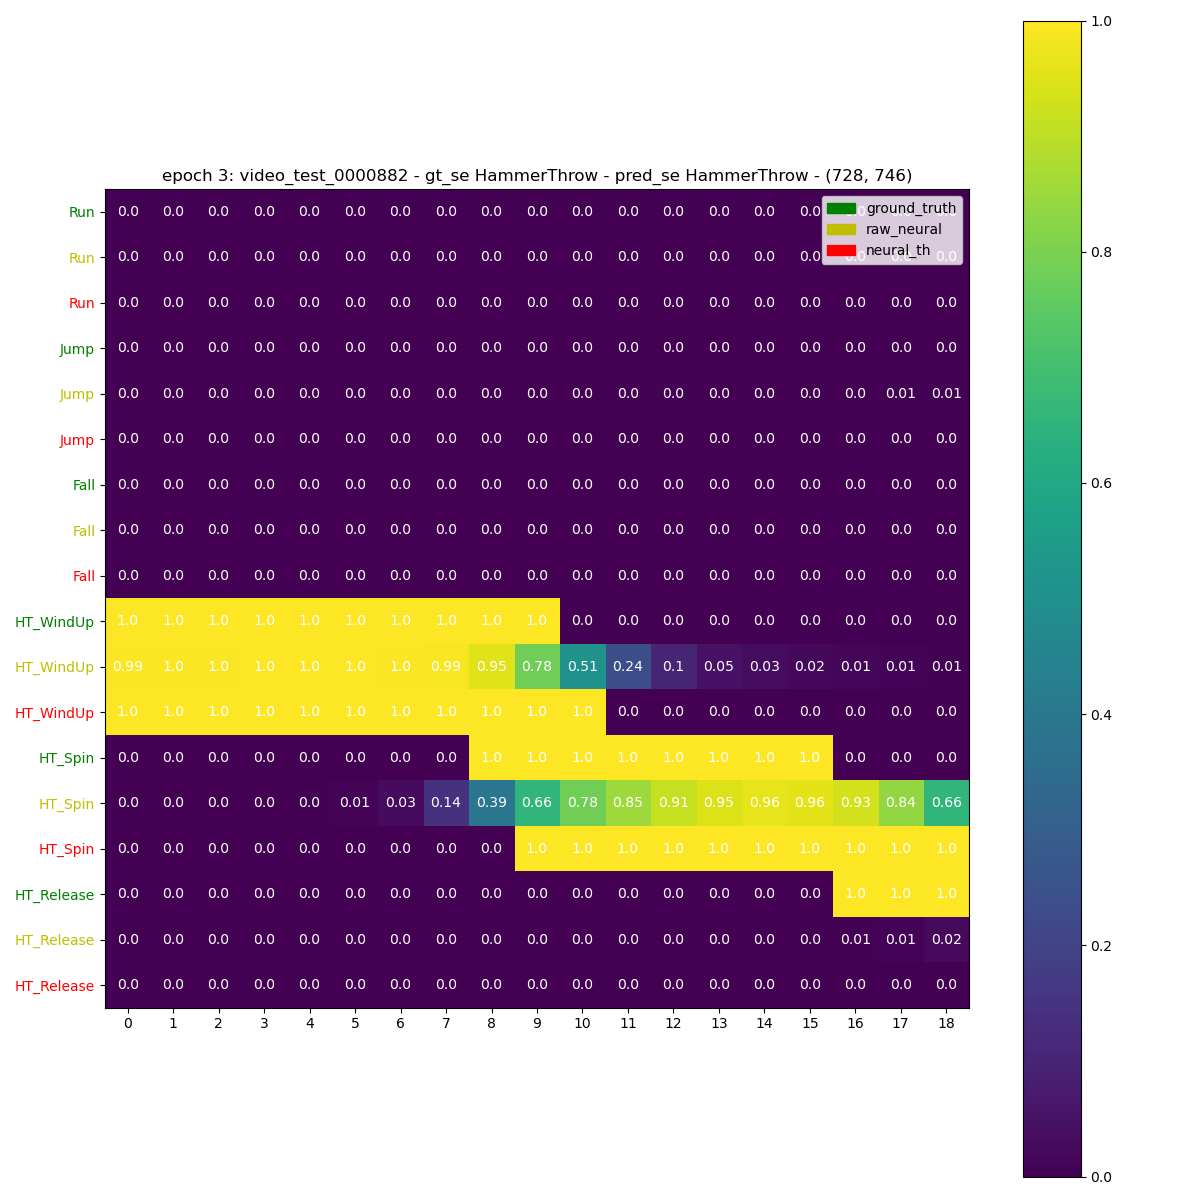 epoch 3: video_test_0000882 - gt_se HammerThrow - pred_se HammerThrow - (728, 746)
1.0
0.8
0.6
0.4
0.2
0.0
ground_truth
raw_neural
neural_th
Run 0.0 0.0 0.0 0.0 0.0 0.0 0.0 0.0 0.0 0.0 0.0 0.0 0.0 0.0 0.0 0.0 0.0 0.0 0.0
Run 0.0 0.0 0.0 0.0 0.0 0.0 0.0 0.0 0.0 0.0 0.0 0.0 0.0 0.0 0.0 0.0 0.0 0.0 0.0
Run 0.0 0.0 0.0 0.0 0.0 0.0 0.0 0.0 0.0 0.0 0.0 0.0 0.0 0.0 0.0 0.0 0.0 0.0 0.0
Jump 0.0 0.0 0.0 0.0 0.0 0.0 0.0 0.0 0.0 0.0 0.0 0.0 0.0 0.0 0.0 0.0 0.0 0.0 0.0
Jump 0.0 0.0 0.0 0.0 0.0 0.0 0.0 0.0 0.0 0.0 0.0 0.0 0.0 0.0 0.0 0.0 0.0 0.01 0.01
Jump 0.0 0.0 0.0 0.0 0.0 0.0 0.0 0.0 0.0 0.0 0.0 0.0 0.0 0.0 0.0 0.0 0.0 0.0 0.0
Fall 0.0 0.0 0.0 0.0 0.0 0.0 0.0 0.0 0.0 0.0 0.0 0.0 0.0 0.0 0.0 0.0 0.0 0.0 0.0
Fall 0.0 0.0 0.0 0.0 0.0 0.0 0.0 0.0 0.0 0.0 0.0 0.0 0.0 0.0 0.0 0.0 0.0 0.0 0.0
Fall 0.0 0.0 0.0 0.0 0.0 0.0 0.0 0.0 0.0 0.0 0.0 0.0 0.0 0.0 0.0 0.0 0.0 0.0 0.0
HT_WindUp 1.0 1.0 1.0 1.0 1.0 1.0 1.0 1.0 1.0 1.0 0.0 0.0 0.0 0.0 0.0 0.0 0.0 0.0 0.0
HT_WindUp 0.99 1.0 1.0 1.0 1.0 1.0 1.0 0.99 0.95 0.78 0.51 0.24 0.1 0.05 0.03 0.02 0.01 0.01 0.01
HT_WindUp 1.0 1.0 1.0 1.0 1.0 1.0 1.0 1.0 1.0 1.0 1.0 0.0 0.0 0.0 0.0 0.0 0.0 0.0 0.0
HT_Spin 0.0 0.0 0.0 0.0 0.0 0.0 0.0 0.0 1.0 1.0 1.0 1.0 1.0 1.0 1.0 1.0 0.0 0.0 0.0
HT_Spin 0.0 0.0 0.0 0.0 0.0 0.01 0.03 0.14 0.39 0.66 0.78 0.85 0.91 0.95 0.96 0.96 0.93 0.84 0.66
HT_Spin 0.0 0.0 0.0 0.0 0.0 0.0 0.0 0.0 0.0 1.0 1.0 1.0 1.0 1.0 1.0 1.0 1.0 1.0 1.0
HT_Release 0.0 0.0 0.0 0.0 0.0 0.0 0.0 0.0 0.0 0.0 0.0 0.0 0.0 0.0 0.0 0.0 1.0 1.0 1.0
HT_Release 0.0 0.0 0.0 0.0 0.0 0.0 0.0 0.0 0.0 0.0 0.0 0.0 0.0 0.0 0.0 0.0 0.01 0.01 0.02
HT_Release 0.0 0.0 0.0 0.0 0.0 0.0 0.0 0.0 0.0 0.0 0.0 0.0 0.0 0.0 0.0 0.0 0.0 0.0 0.0
0 1 2 3 4 5 6 7 8 9 10 11 12 13 14 15 16 17 18